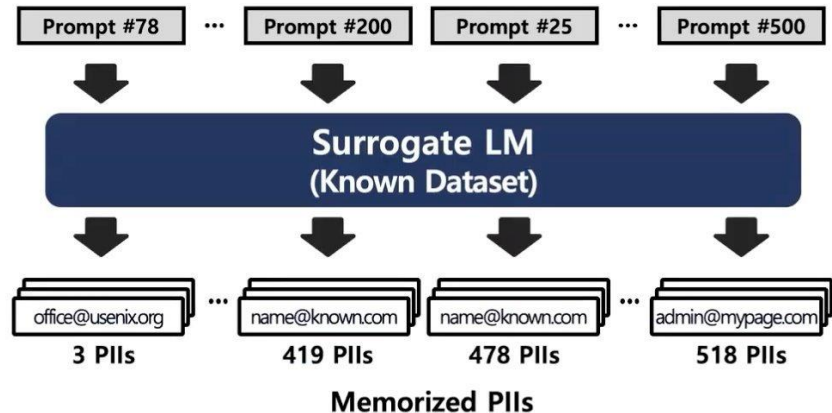 Prompt #78 ... Prompt #200 Prompt #25 ... Prompt #500
Surrogate LM
(Known Dataset)
office@usenix.org ... name@known.com name@known.com ... admin@mypage.com
3 PIIs 419 PIIs 478 PIIs 518 PIIs
Memorized PIIs